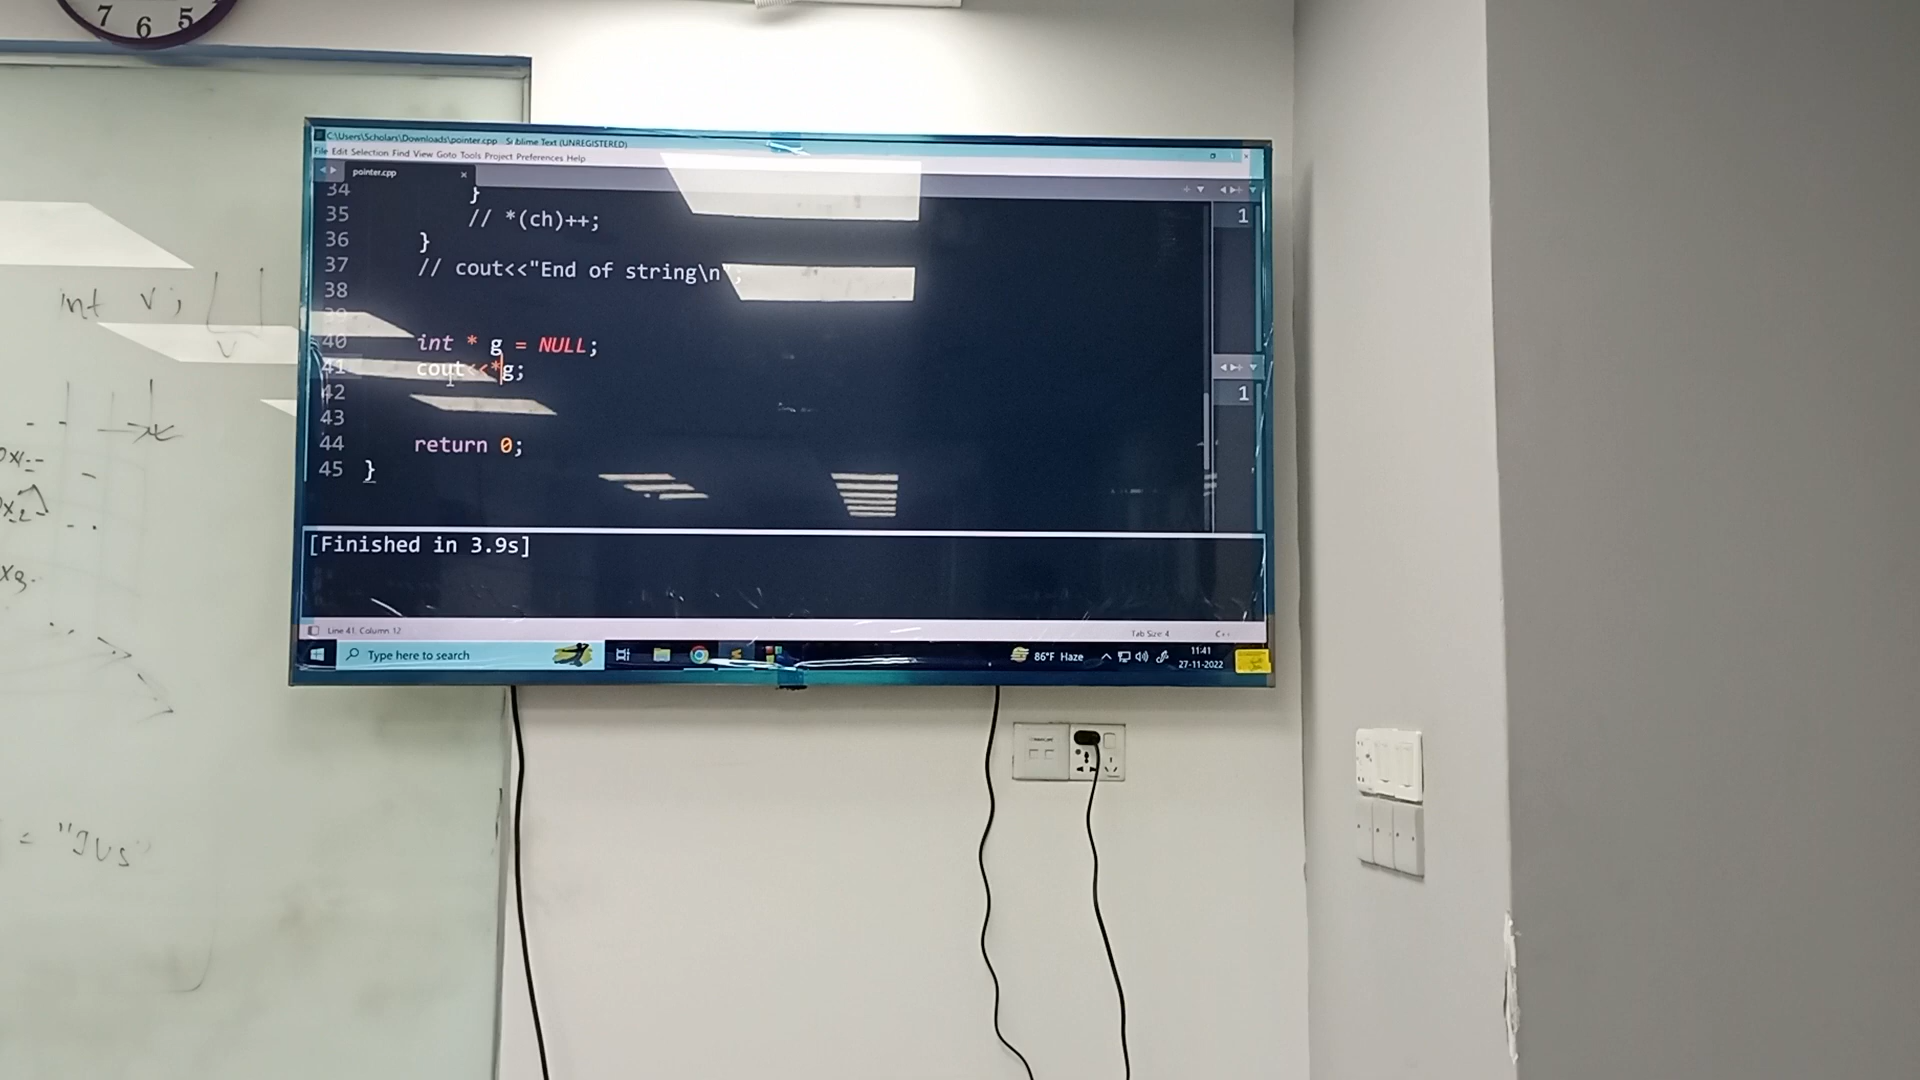 7 6 5
C:\Users\Scholars\Downloads\pointer.cpp - Sublime Text (UNREGISTERED)
File Edit Selection Find View Goto Tools Project Preferences Help
pointer.cpp
34 }
35 // *(ch)++;
36 }
37 // cout<<"End of string\n";
38
39
40 int * g = NULL;
41 cout<<*g;
42
43
44 return 0;
45 }
1
1
[Finished in 3.9s]
Line 41, Column 12
Tab Size: 4
C++
Type here to search
86°F Haze
11:41
27-11-2022
int v;
v
= "JUS"